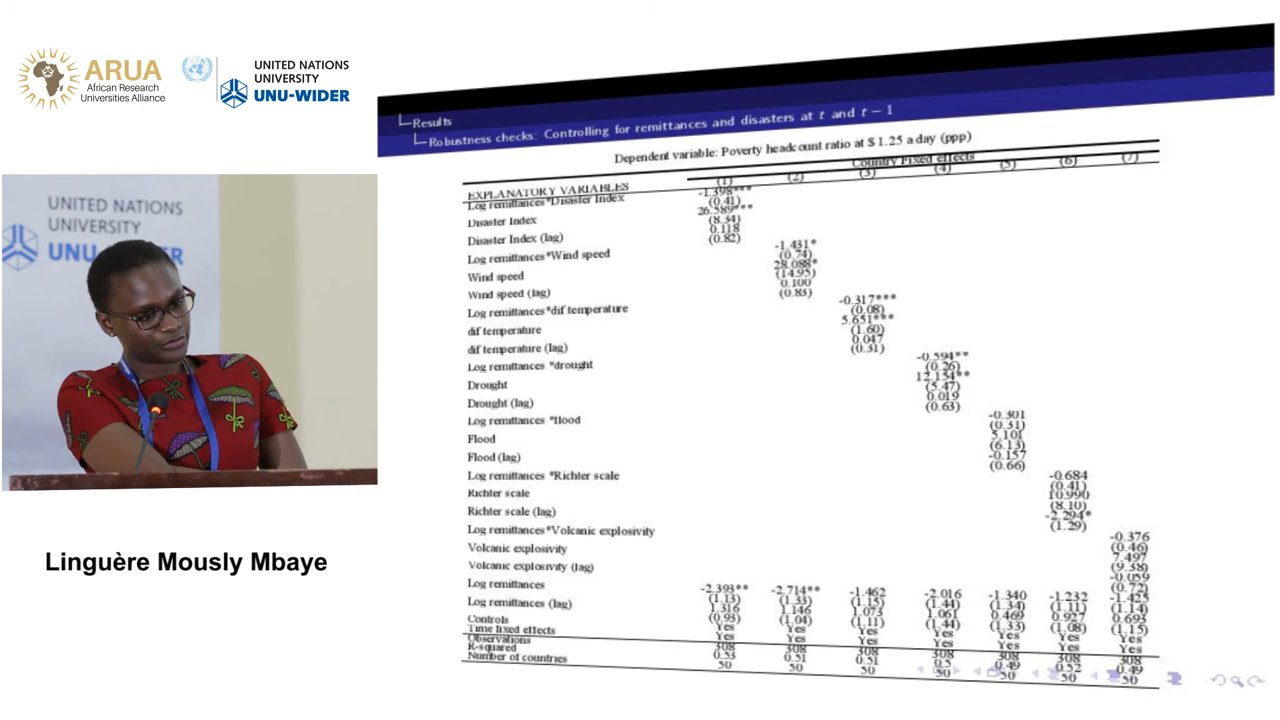 ARUA
African Research
Universities Alliance
UNITED NATIONS
UNIVERSITY
UNU-WIDER
UNITED NATIONS
UNIVERSITY
UNU-WIDER
Linguère Mously Mbaye
Results
Robustness checks: Controlling for remittances and disasters at t and t − 1
Dependent variable: Poverty headcount ratio at $ 1.25 a day (ppp)
Country Fixed effects
EXPLANATORY VARIABLES (1) (2) (3) (4) (5) (6) (7)
Log remittances*Disaster Index -1.398***
(0.41)
Disaster Index 26.589***
(8.34)
Disaster Index (lag) 0.118
(0.82)
Log remittances*Wind speed -1.431*
(0.74)
Wind speed 28.088*
(14.95)
Wind speed (lag) 0.100
(0.83)
Log remittances*dif temperature -0.317***
(0.08)
dif temperature 5.651***
(1.60)
dif temperature (lag) 0.047
(0.31)
Log remittances *drought -0.594**
(0.26)
Drought 12.154**
(5.47)
Drought (lag) 0.019
(0.63)
Log remittances *flood -0.301
(0.31)
Flood 5.101
(6.13)
Flood (lag) -0.157
(0.66)
Log remittances *Richter scale -0.684
(0.41)
Richter scale 10.990
(8.10)
Richter scale (lag) -2.294*
(1.29)
Log remittances*Volcanic explosivity -0.376
(0.46)
Volcanic explosivity 7.497
(9.38)
Volcanic explosivity (lag) -0.059
(0.72)
Log remittances -2.393** -2.714** -1.462 -2.016 -1.340 -1.232 -1.425
(1.13) (1.33) (1.15) (1.44) (1.34) (1.11) (1.14)
Log remittances (lag) 1.316 1.146 1.073 1.061 0.469 0.927 0.693
(0.93) (1.04) (1.11) (1.44) (1.33) (1.08) (1.15)
Controls Yes Yes Yes Yes Yes Yes Yes
Time fixed effects Yes Yes Yes Yes Yes Yes Yes
Observations 308 308 308 308 308 308 308
R-squared 0.53 0.51 0.51 0.5 0.49 0.52 0.49
Number of countries 50 50 50 50 50 50 50